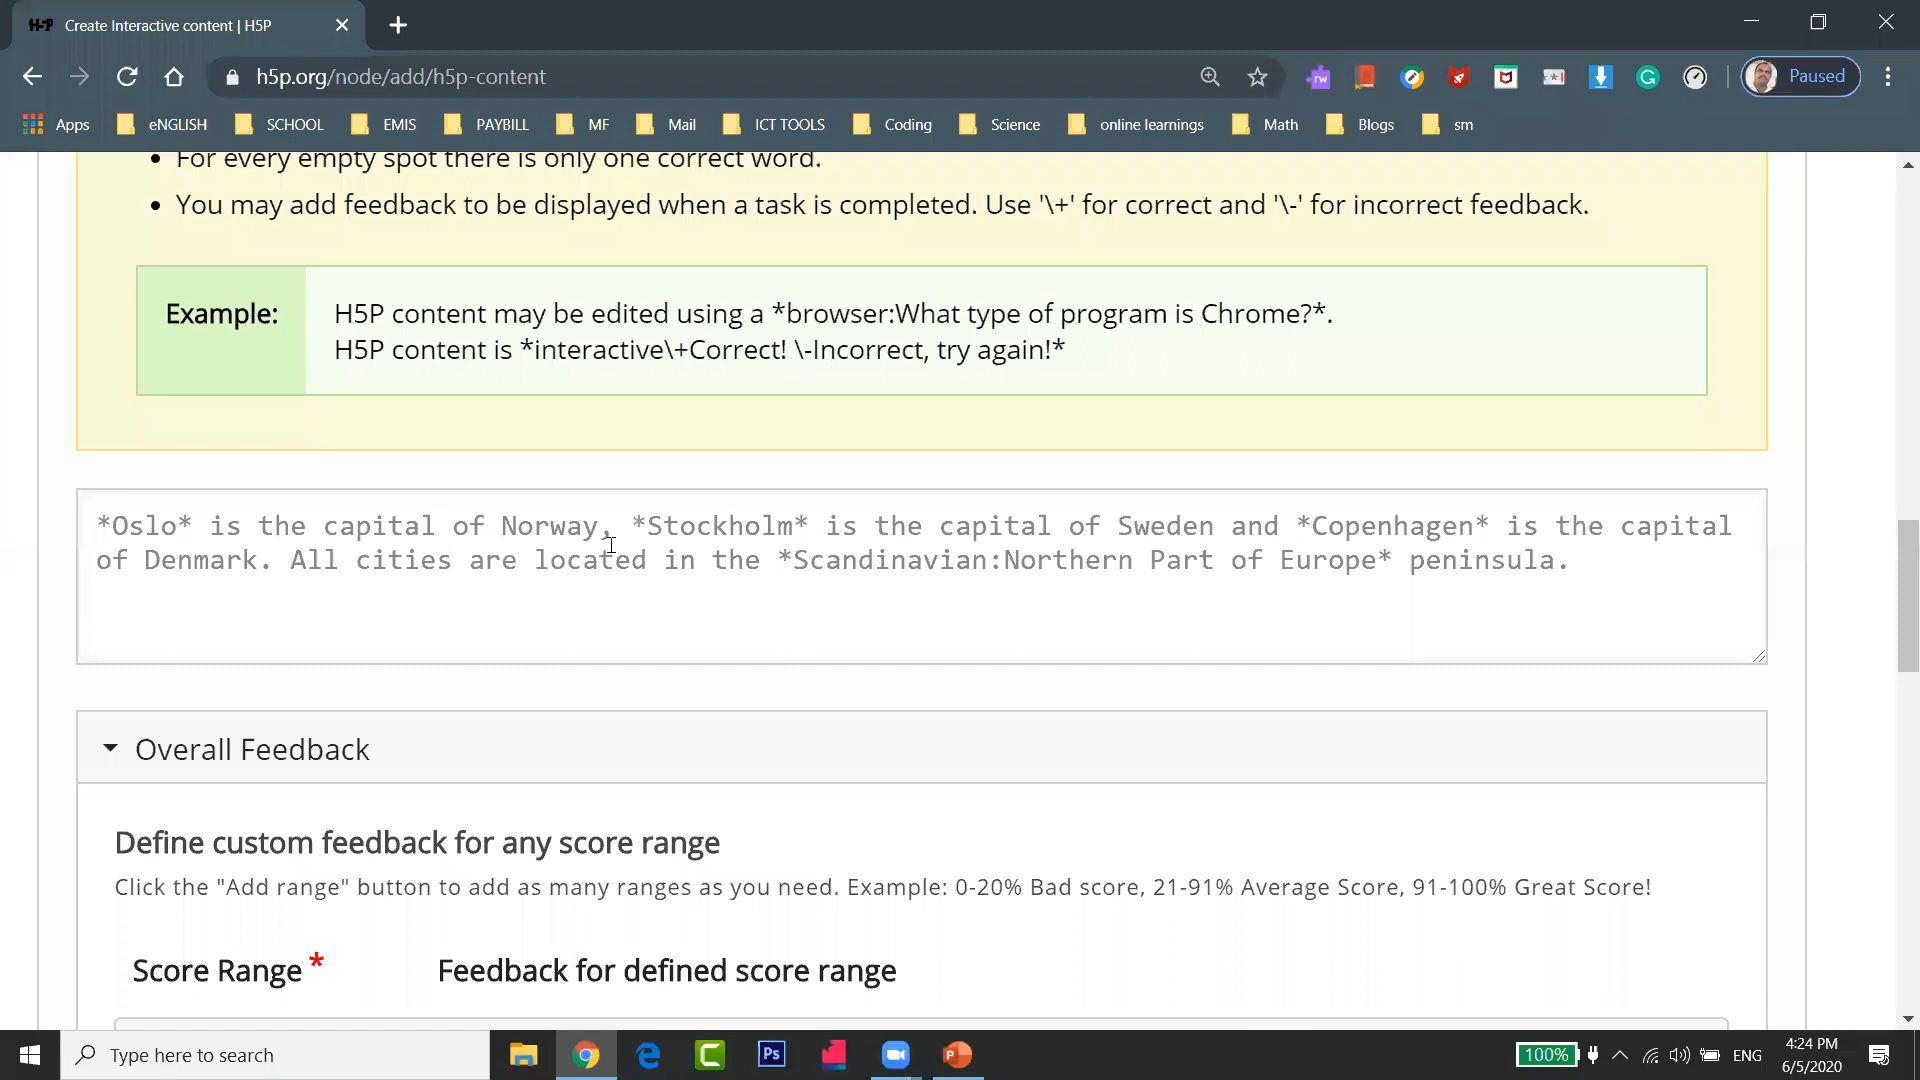 H-P Create Interactive content | H5P
h5p.org/node/add/h5p-content
rw
Paused
Apps eNGLISH SCHOOL EMIS PAYBILL MF Mail ICT TOOLS Coding Science online learnings Math Blogs sm
For every empty spot there is only one correct word.
You may add feedback to be displayed when a task is completed. Use '\+' for correct and '\-' for incorrect feedback.
Example:
H5P content may be edited using a *browser:What type of program is Chrome?*.
H5P content is *interactive\+Correct! \-Incorrect, try again!*
*Oslo* is the capital of Norway, *Stockholm* is the capital of Sweden and *Copenhagen* is the capital
of Denmark. All cities are located in the *Scandinavian:Northern Part of Europe* peninsula.
Overall Feedback
Define custom feedback for any score range
Click the "Add range" button to add as many ranges as you need. Example: 0-20% Bad score, 21-91% Average Score, 91-100% Great Score!
Score Range * Feedback for defined score range
Type here to search
Ps
100%
ENG
4:24 PM
6/5/2020